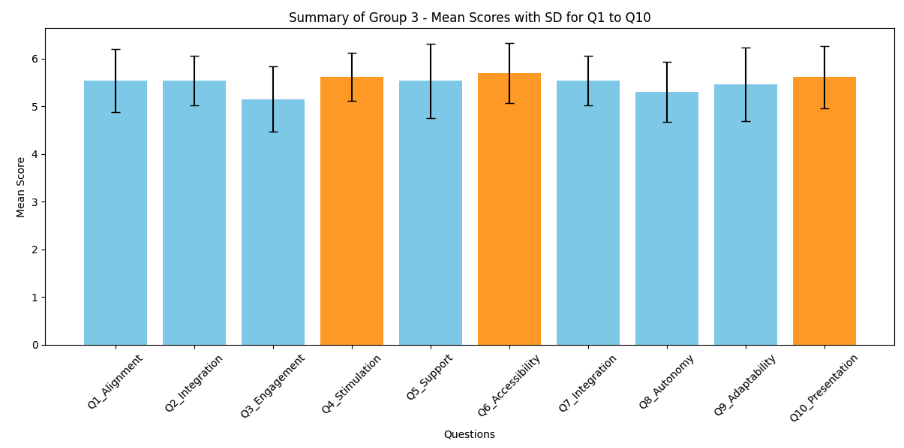 Summary of Group 3 - Mean Scores with SD for Q1 to Q10
Mean Score
6
5
4
3
2
1
0
Q1_Alignment
Q2_Integration
Q3_Engagement
Q4_Stimulation
Q5_Support
Q6_Accessibility
Q7_Integration
Q8_Autonomy
Q9_Adaptability
Q10_Presentation
Questions